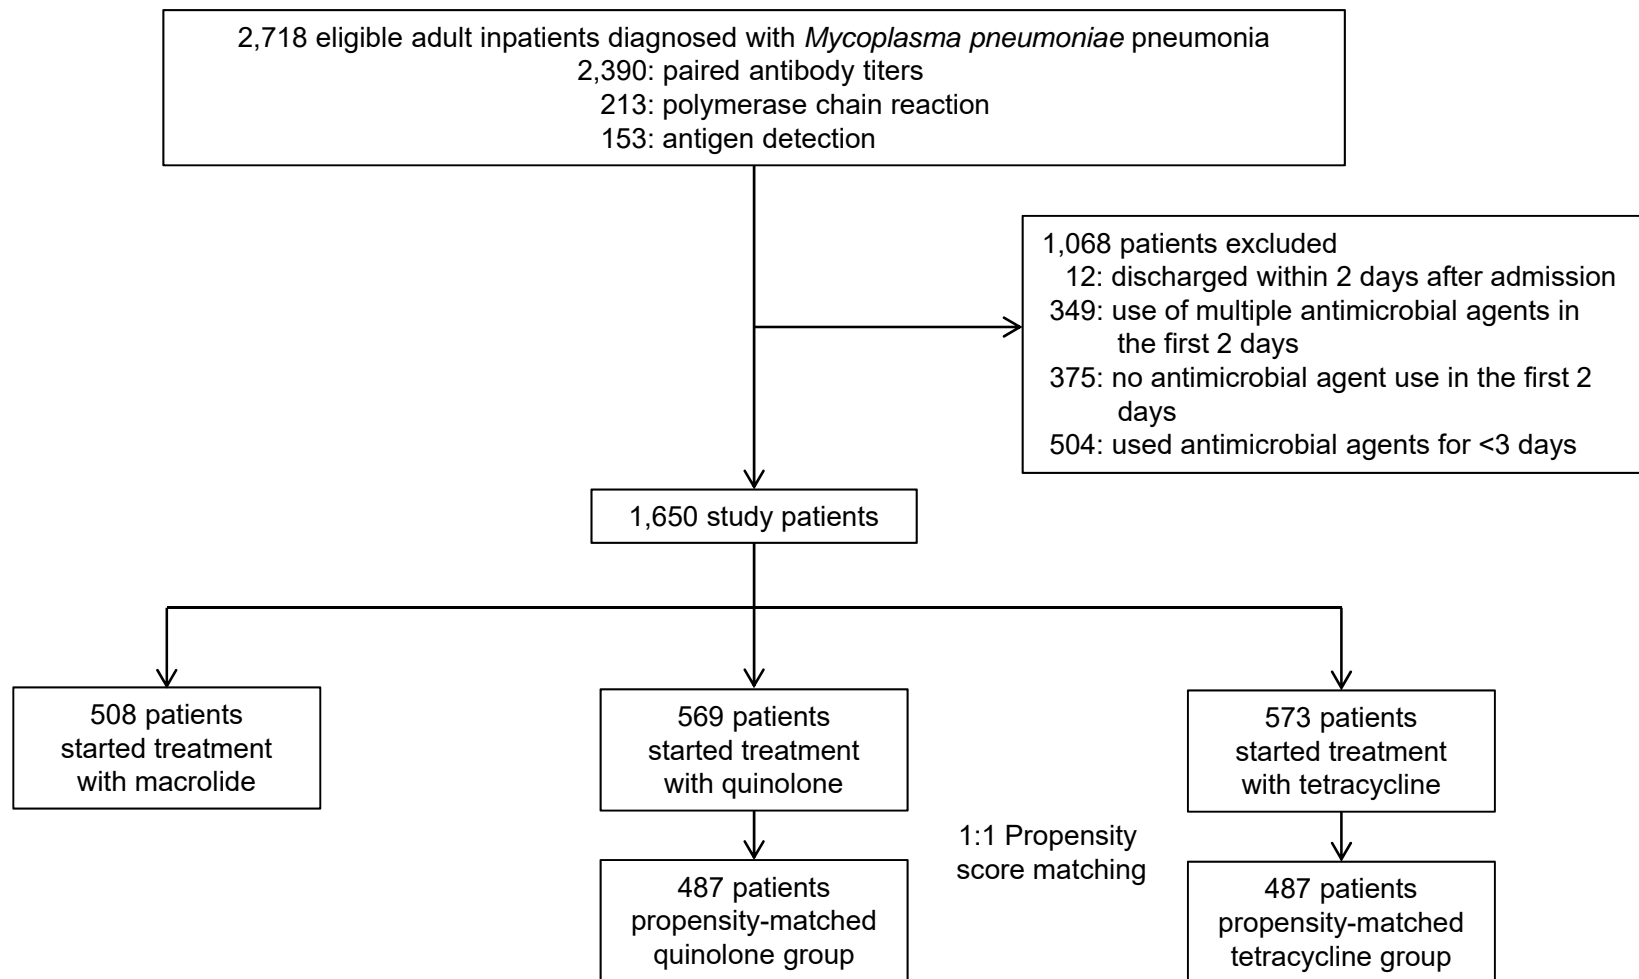 2,718 eligible adult inpatients diagnosed with Mycoplasma pneumoniae pneumonia
2,390: paired antibody titers
213: polymerase chain reaction
153: antigen detection
1,068 patients excluded
12: discharged within 2 days after admission
349: use of multiple antimicrobial agents in
the first 2 days
375: no antimicrobial agent use in the first 2
days
504: used antimicrobial agents for <3 days
1,650 study patients
508 patients
started treatment
with macrolide
569 patients
started treatment
with quinolone
573 patients
started treatment
with tetracycline
1:1 Propensity
score matching
487 patients
propensity-matched
quinolone group
487 patients
propensity-matched
tetracycline group